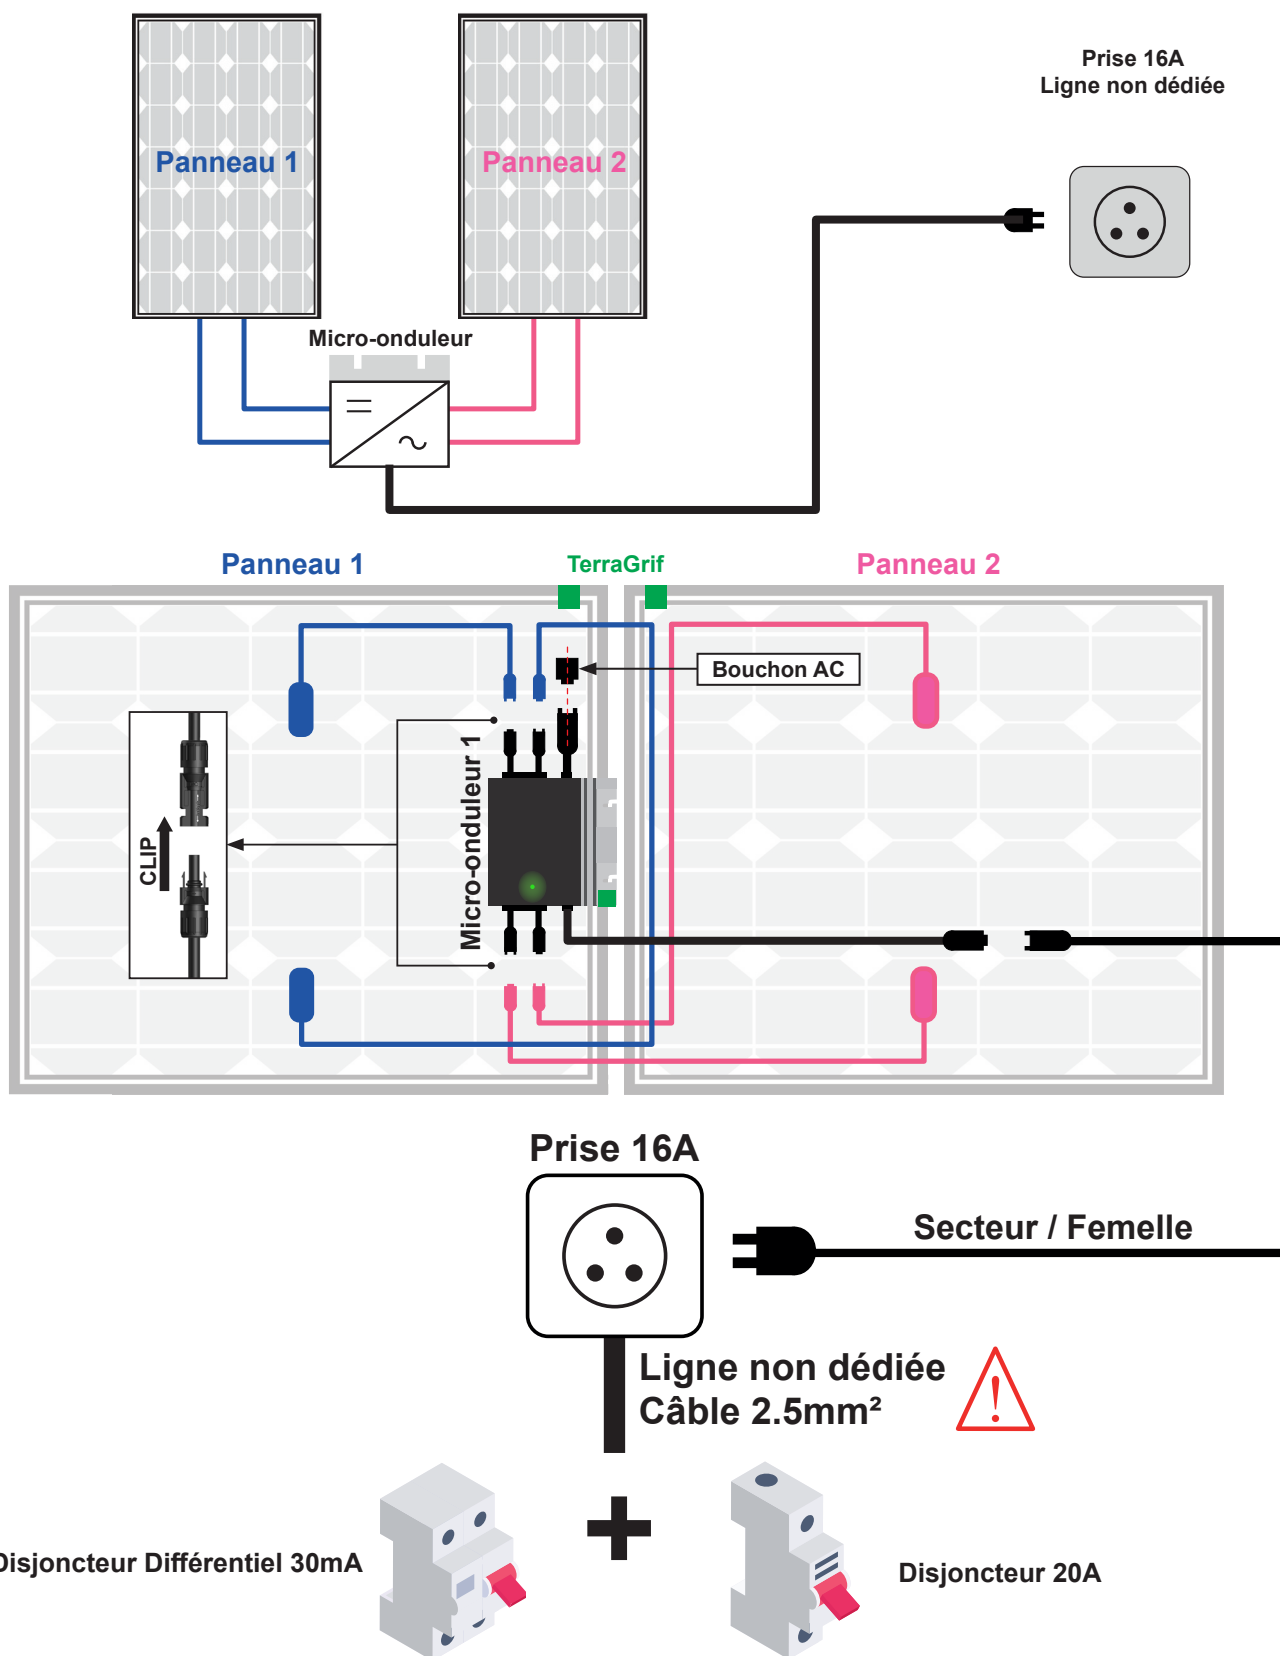 Prise 16A
Ligne non dédiée
Panneau 1
Panneau 2
Micro-onduleur
Panneau 1
TerraGrif
Panneau 2
Bouchon AC
Micro-onduleur 1
CLIP
Prise 16A
Secteur / Femelle
Ligne non dédiée
Câble 2.5mm²
Disjoncteur Différentiel 30mA
Disjoncteur 20A